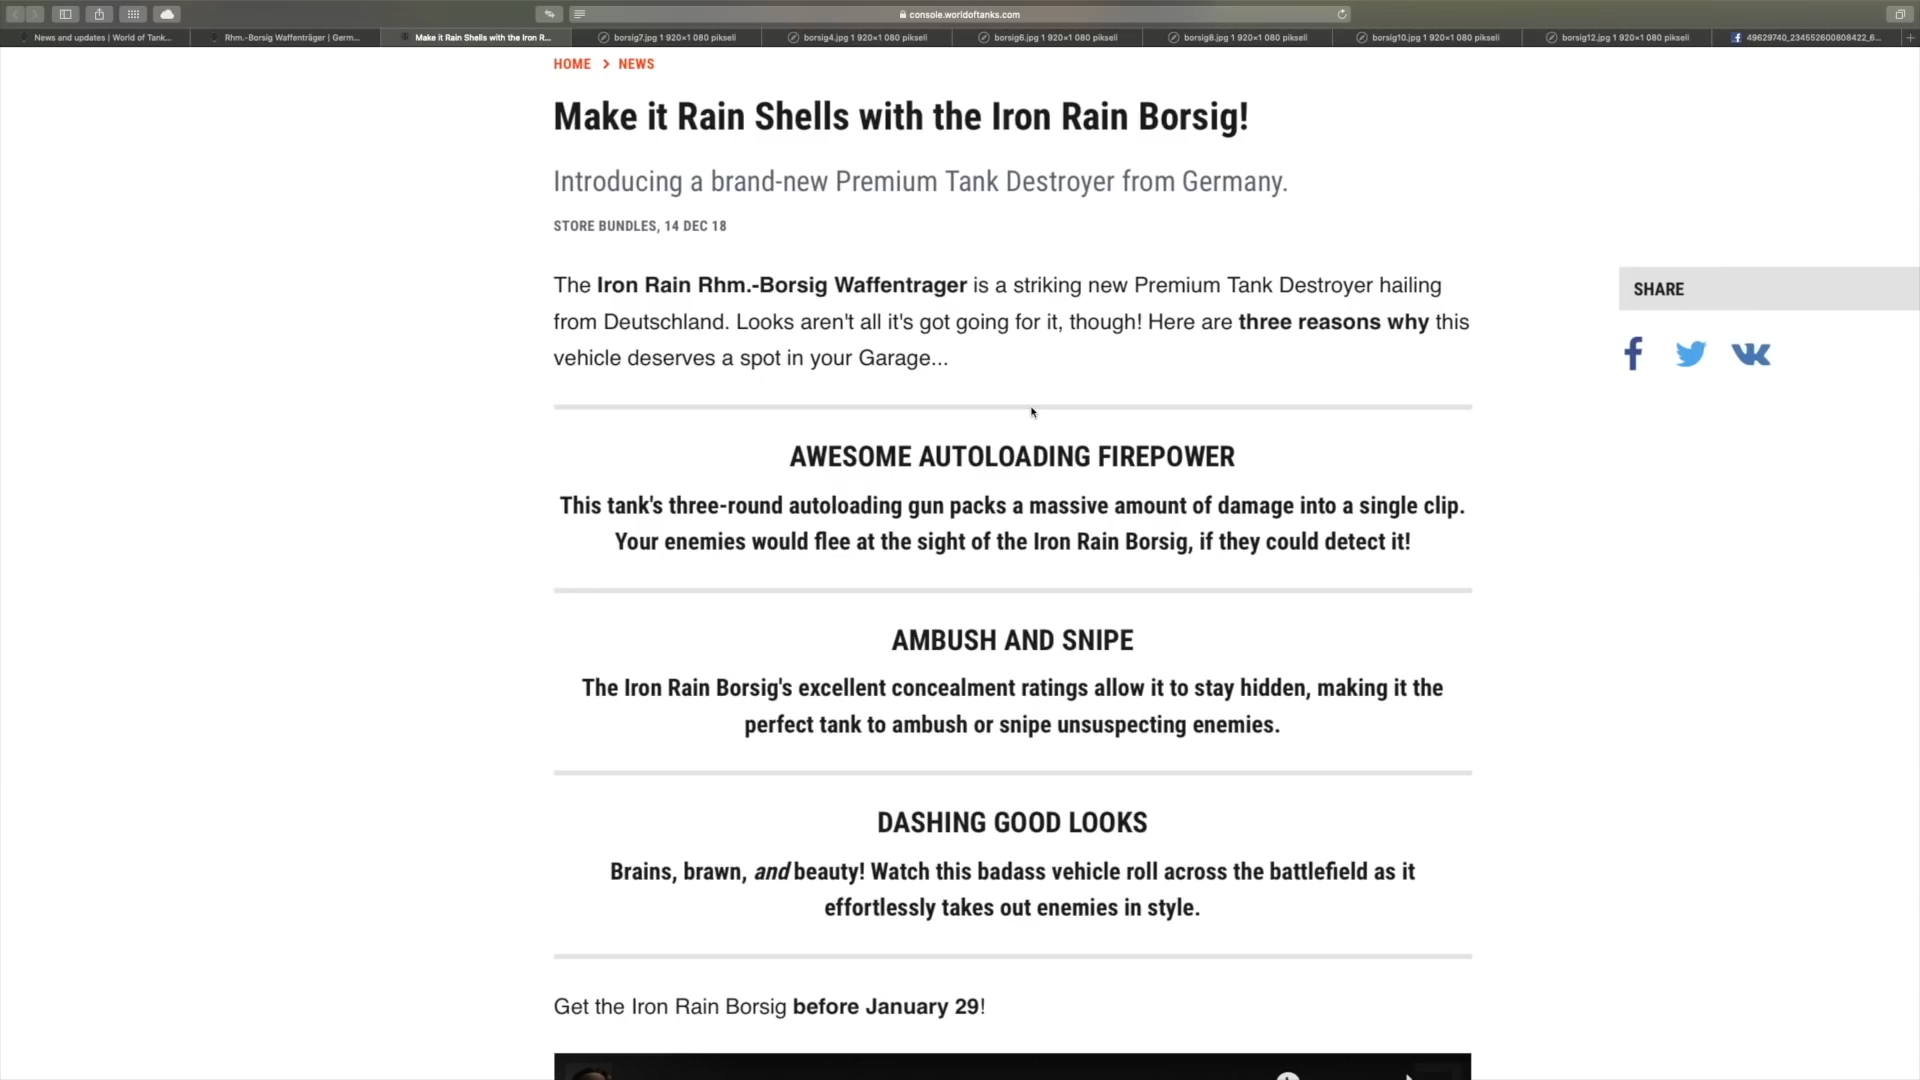 console.worldoftanks.com
News and updates | World of Tank...
Rhm.-Borsig Waffenträger | Germ...
Make it Rain Shells with the Iron R...
borsig7.jpg 1 920×1 080 pikseli
borsig4.jpg 1 920×1 080 pikseli
borsig6.jpg 1 920×1 080 pikseli
borsig8.jpg 1 920×1 080 pikseli
borsig10.jpg 1 920×1 080 pikseli
borsig12.jpg 1 920×1 080 pikseli
49629740_234552600808422_6...
HOME > NEWS
Make it Rain Shells with the Iron Rain Borsig!
Introducing a brand-new Premium Tank Destroyer from Germany.
STORE BUNDLES, 14 DEC 18
The Iron Rain Rhm.-Borsig Waffentrager is a striking new Premium Tank Destroyer hailing
from Deutschland. Looks aren't all it's got going for it, though! Here are three reasons why this
vehicle deserves a spot in your Garage...
SHARE
AWESOME AUTOLOADING FIREPOWER
This tank's three-round autoloading gun packs a massive amount of damage into a single clip.
Your enemies would flee at the sight of the Iron Rain Borsig, if they could detect it!
AMBUSH AND SNIPE
The Iron Rain Borsig's excellent concealment ratings allow it to stay hidden, making it the
perfect tank to ambush or snipe unsuspecting enemies.
DASHING GOOD LOOKS
Brains, brawn, and beauty! Watch this badass vehicle roll across the battlefield as it
effortlessly takes out enemies in style.
Get the Iron Rain Borsig before January 29!